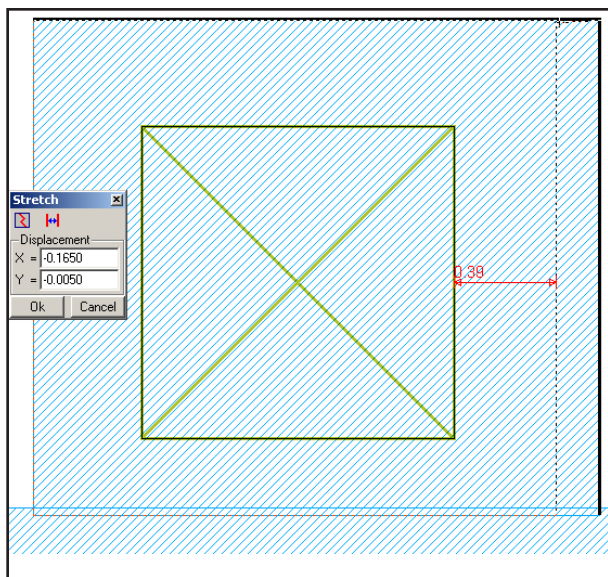 Stretch
Displacement
X = -0.1650
Y = -0.0050
Ok Cancel
0.39